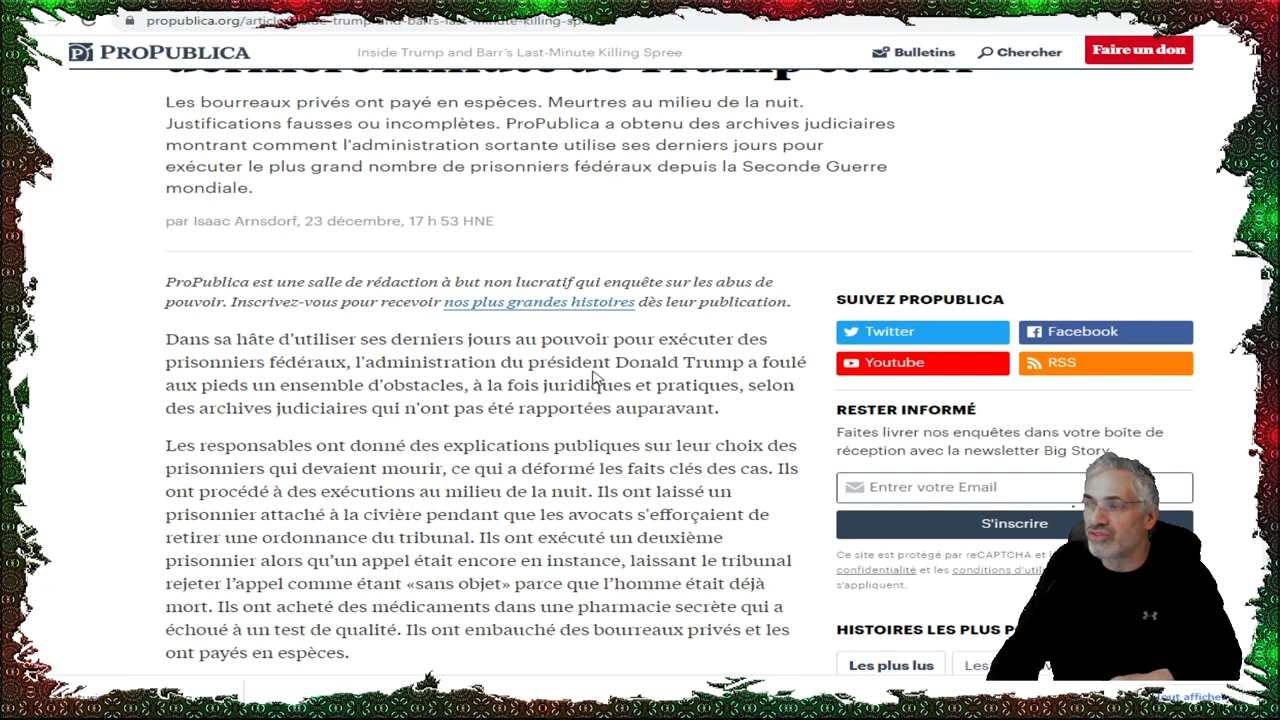 propublica.org/article/inside-trump-and-barrs-last-minute-killing-spree
PROPUBLICA
Inside Trump and Barr's Last-Minute Killing Spree
Bulletins
Chercher
Faire un don
dernière minute de Trump et Barr
Les bourreaux privés ont payé en espèces. Meurtres au milieu de la nuit.
Justifications fausses ou incomplètes. ProPublica a obtenu des archives judiciaires
montrant comment l'administration sortante utilise ses derniers jours pour
exécuter le plus grand nombre de prisonniers fédéraux depuis la Seconde Guerre
mondiale.
par Isaac Arnsdorf, 23 décembre, 17 h 53 HNE
ProPublica est une salle de rédaction à but non lucratif qui enquête sur les abus de
pouvoir. Inscrivez-vous pour recevoir nos plus grandes histoires dès leur publication.
Dans sa hâte d'utiliser ses derniers jours au pouvoir pour exécuter des
prisonniers fédéraux, l'administration du président Donald Trump a foulé
aux pieds un ensemble d'obstacles, à la fois juridiques et pratiques, selon
des archives judiciaires qui n'ont pas été rapportées auparavant.
Les responsables ont donné des explications publiques sur leur choix des
prisonniers qui devaient mourir, ce qui a déformé les faits clés des cas. Ils
ont procédé à des exécutions au milieu de la nuit. Ils ont laissé un
prisonnier attaché à la civière pendant que les avocats s'efforçaient de
retirer une ordonnance du tribunal. Ils ont exécuté un deuxième
prisonnier alors qu'un appel était encore en instance, laissant le tribunal
rejeter l'appel comme étant «sans objet» parce que l'homme était déjà
mort. Ils ont acheté des médicaments dans une pharmacie secrète qui a
échoué à un test de qualité. Ils ont embauché des bourreaux privés et les
ont payés en espèces.
SUIVEZ PROPUBLICA
Twitter
Facebook
Youtube
RSS
RESTER INFORMÉ
Faites livrer nos enquêtes dans votre boîte de
réception avec la newsletter Big Story.
Entrer votre Email
S'inscrire
Ce site est protégé par reCAPTCHA et
confidentialité et les conditions
s'appliquent.
HISTOIRES LES
Les plus lus
Les
Tout